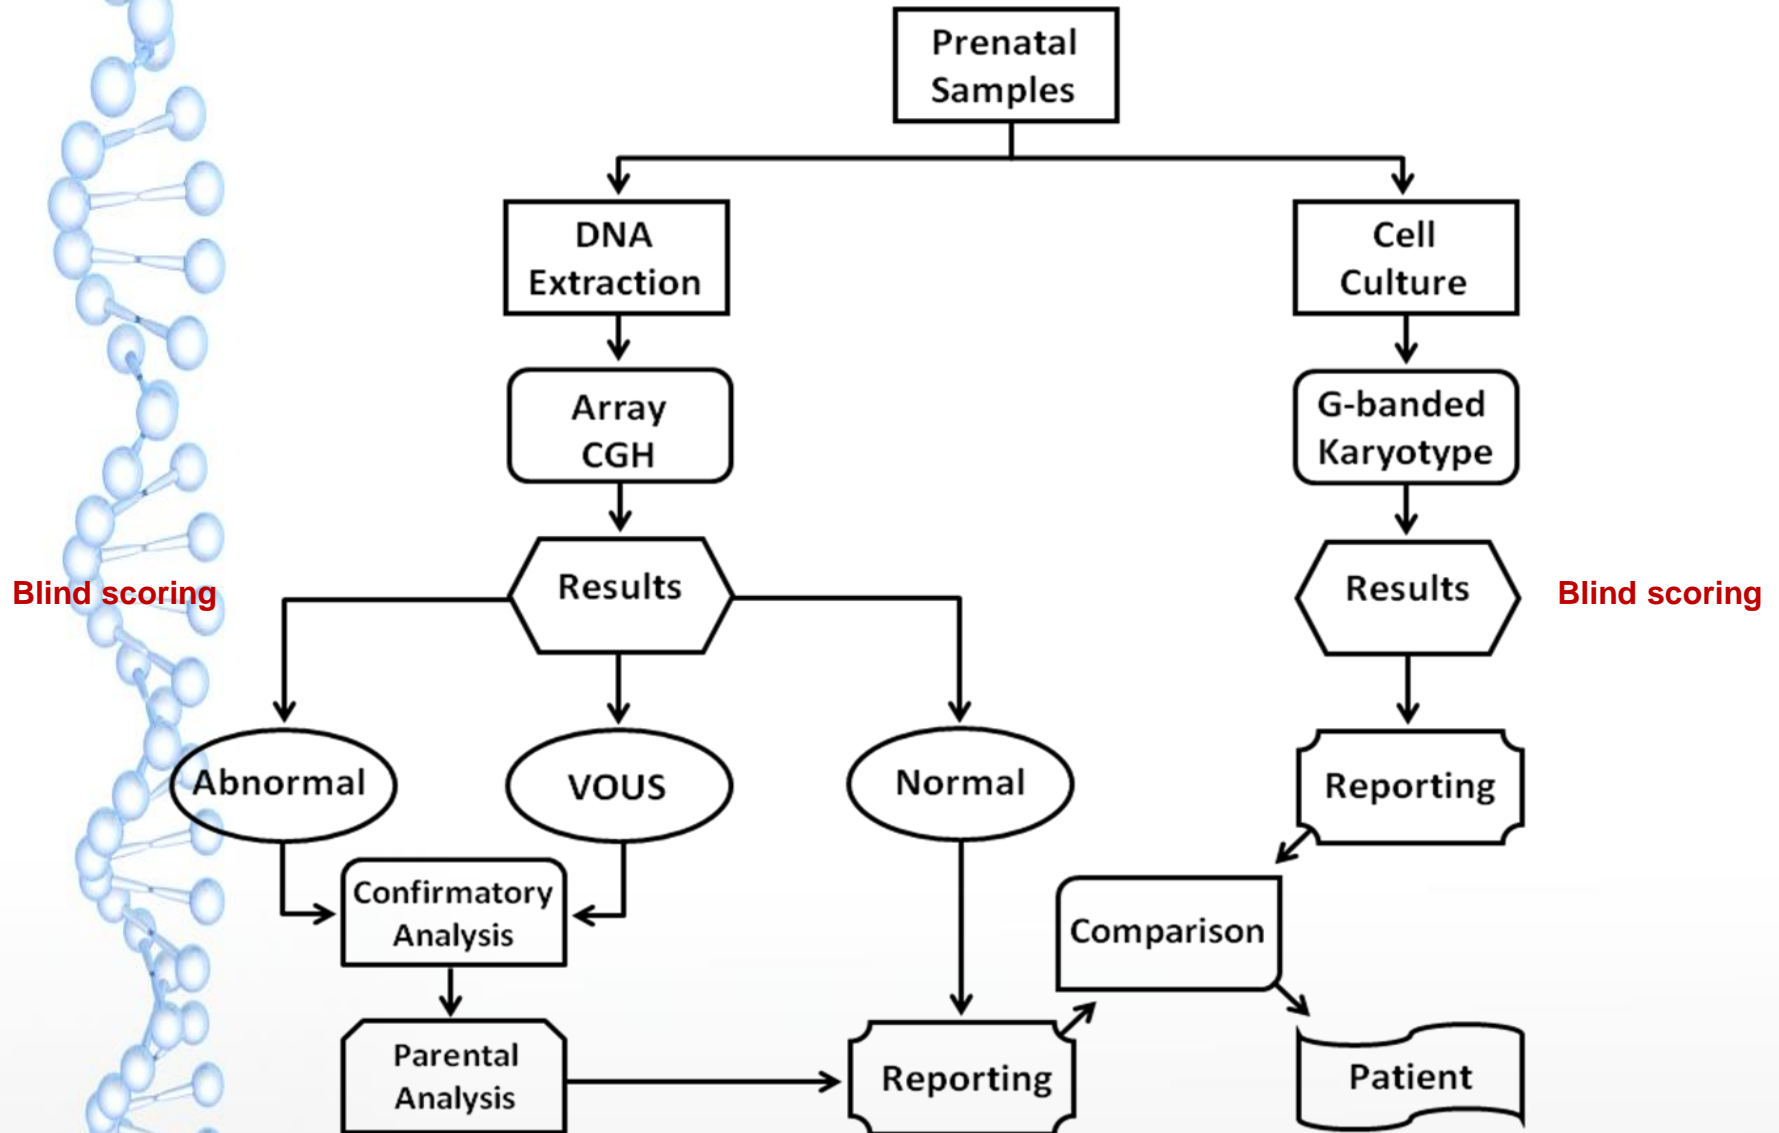 Prenatal
Samples
DNA
Extraction
Cell
Culture
Array
CGH
G-banded
Karyotype
Blind scoring
Results
Results
Blind scoring
Abnormal
VOUS
Normal
Reporting
Confirmatory
Analysis
Comparison
Parental
Analysis
Reporting
Patient